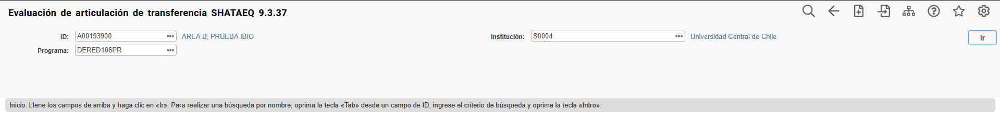 Evaluación de articulación de transferencia SHATAEQ 9.3.37
ID: A00193900 ••• AREA B, PRUEBA IBIO
Institución: S0004 ••• Universidad Central de Chile
Ir
Programa: DERED106PR •••
Inicio: Llene los campos de arriba y haga clic en «Ir». Para realizar una búsqueda por nombre, oprima la tecla «Tab» desde un campo de ID, ingrese el criterio de búsqueda y oprima la tecla «Intro».